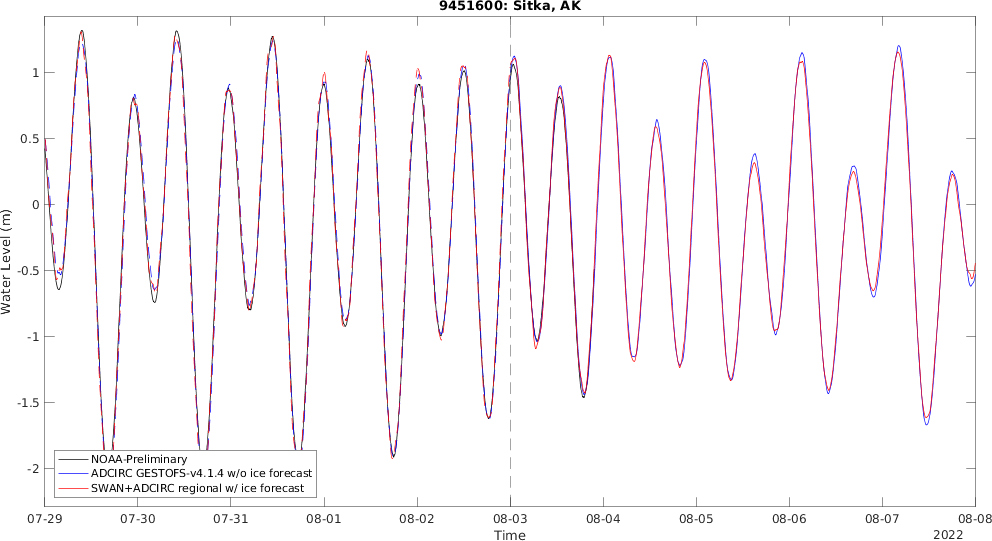 9451600: Sitka, AK
Water Level (m)
1
0.5
0
-0.5
-1
-1.5
-2
NOAA-Preliminary
ADCIRC GESTOFS-v4.1.4 w/o ice forecast
SWAN+ADCIRC regional w/ ice forecast
07-29 07-30 07-31 08-01 08-02 08-03 08-04 08-05 08-06 08-07 08-08
Time
2022